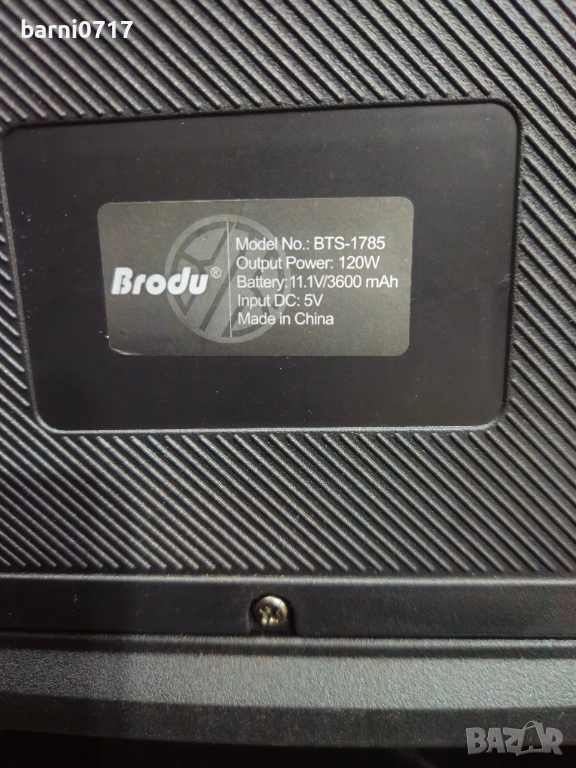 barni0717
Brodu®
Model No.: BTS-1785
Output Power: 120W
Battery: 11.1V/3600 mAh
Input DC: 5V
Made in China
BAZAR